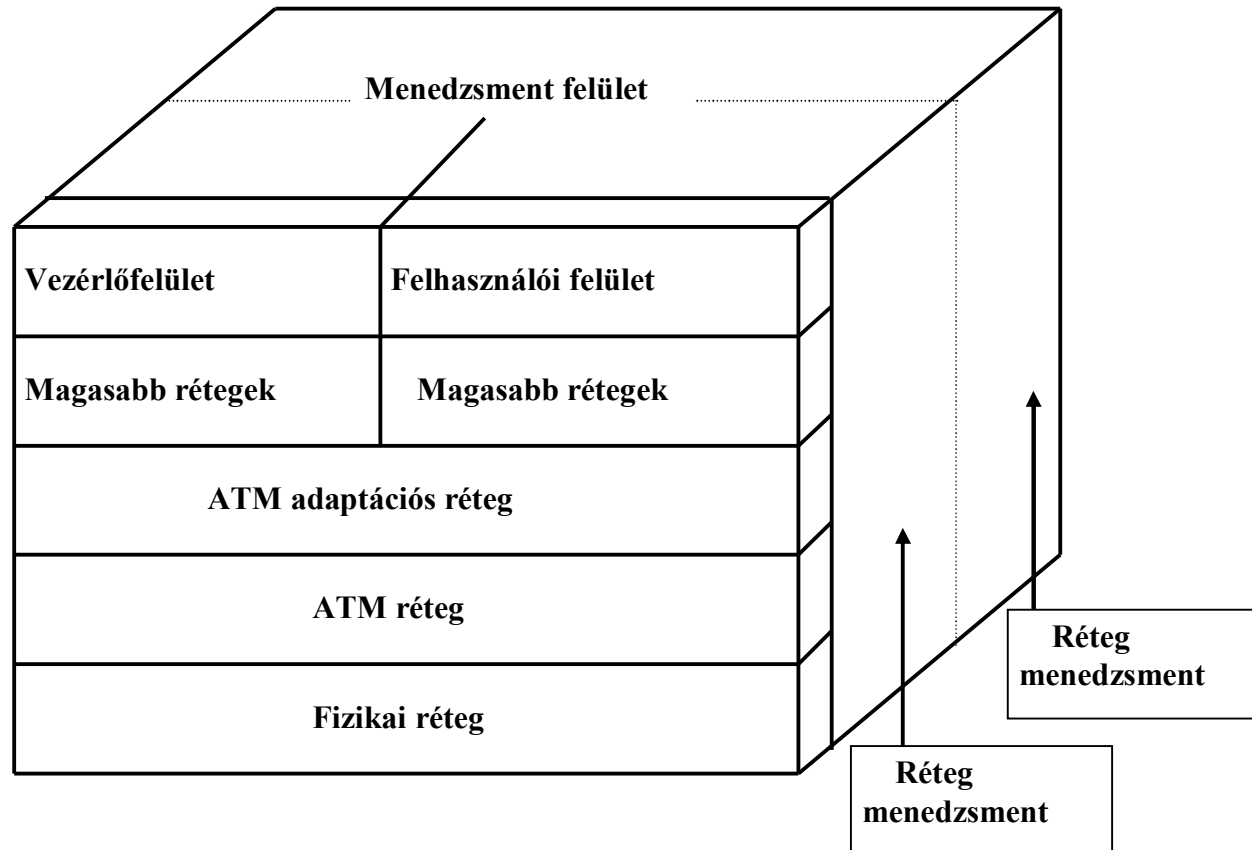 Menedzsment felület
Vezérlőfelület
Felhasználói felület
Magasabb rétegek
Magasabb rétegek
ATM adaptációs réteg
ATM réteg
Fizikai réteg
Réteg
menedzsment
Réteg
menedzsment